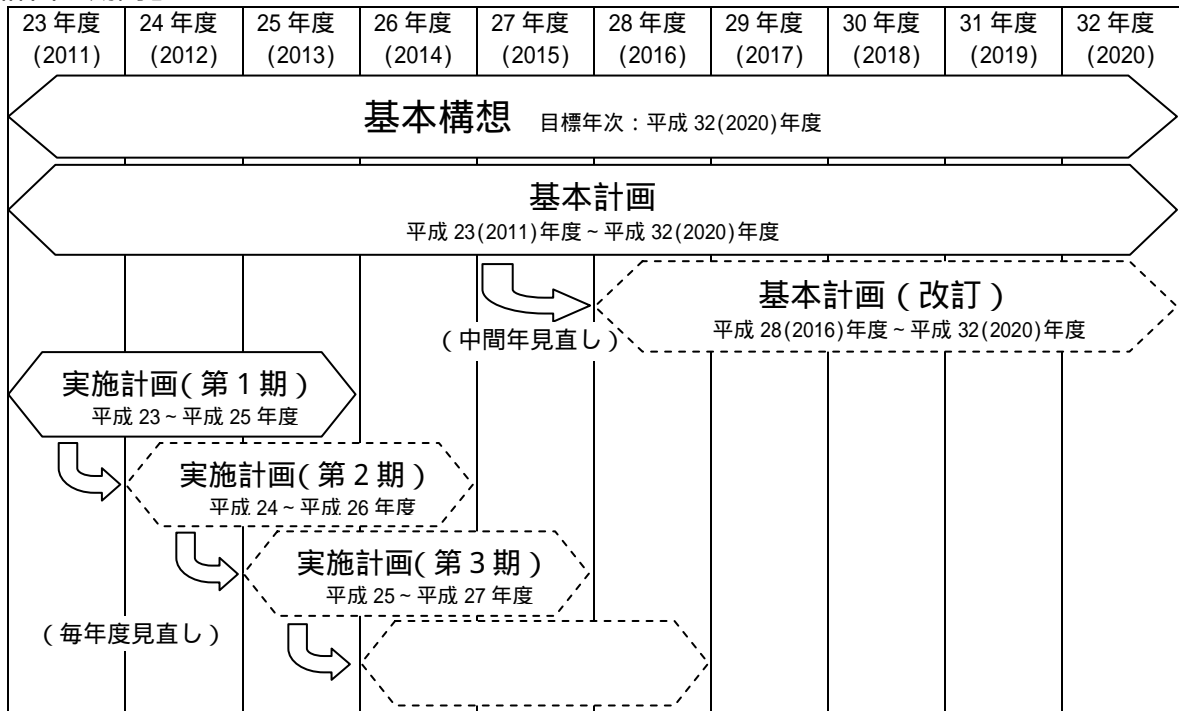 23 年度 24 年度 25 年度 26 年度 27 年度 28 年度 29 年度 30 年度 31 年度 32 年度
(2011) (2012) (2013) (2014) (2015) (2016) (2017) (2018) (2019) (2020)
基本構想 目標年次：平成 32(2020)年度
基本計画
平成 23(2011)年度～平成 32(2020)年度
基本計画（改訂）
平成 28(2016)年度～平成 32(2020)年度
（中間年見直し）
実施計画(第１期)
平成 23～平成 25 年度
実施計画(第２期)
平成 24～平成 26 年度
実施計画(第３期)
平成 25～平成 27 年度
（毎年度見直し）